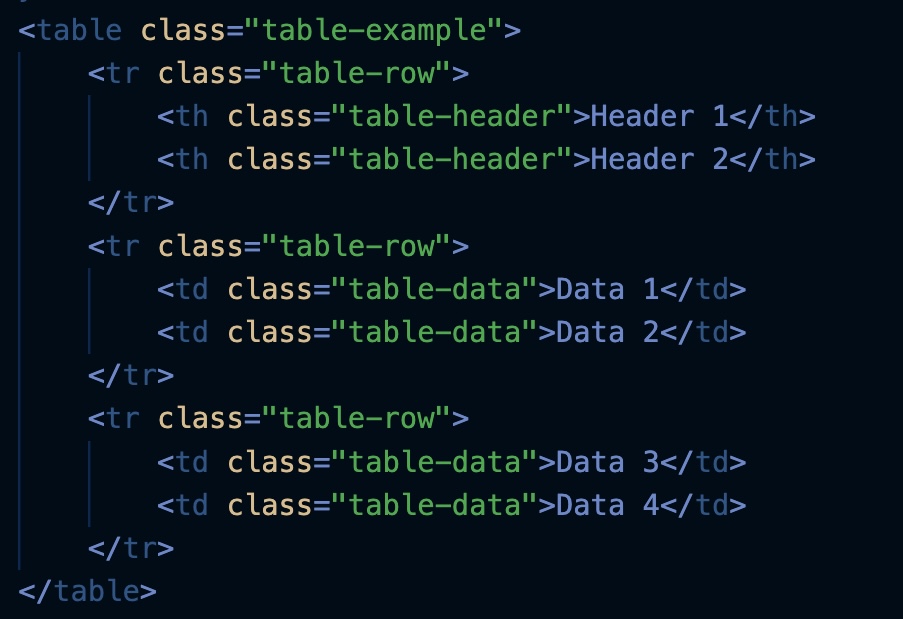 <table class="table-example">
    <tr class="table-row">
        <th class="table-header">Header 1</th>
        <th class="table-header">Header 2</th>
    </tr>
    <tr class="table-row">
        <td class="table-data">Data 1</td>
        <td class="table-data">Data 2</td>
    </tr>
    <tr class="table-row">
        <td class="table-data">Data 3</td>
        <td class="table-data">Data 4</td>
    </tr>
</table>